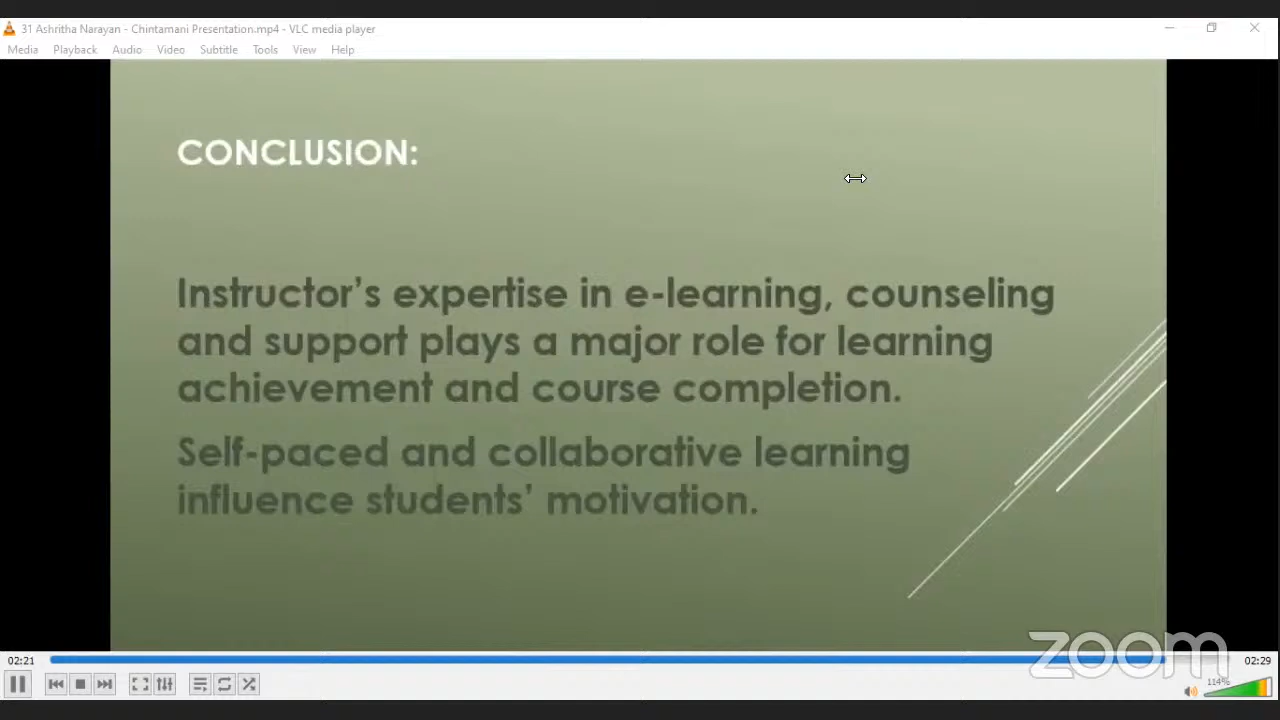 31 Ashritha Narayan - Chintamani Presentation.mp4 - VLC media player
Media Playback Audio Video Subtitle Tools View Help
CONCLUSION:
Instructor’s expertise in e-learning, counseling
and support plays a major role for learning
achievement and course completion.
Self-paced and collaborative learning
influence students’ motivation.
zoom
02:21 02:29
114%